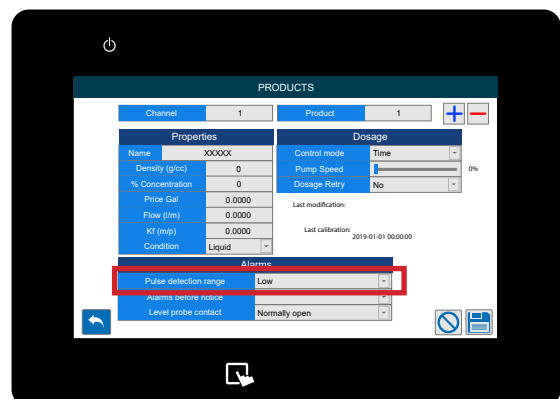 PRODUCTS
Channel 1 Product 1
Properties
Name XXXXX
Density (g/cc) 0
% Concentration 0
Price Gal 0.0000
Flow (l/m) 0.0000
Kf (m/p) 0.0000
Condition Liquid
Dosage
Control mode Time
Pump Speed 0%
Dosage Retry No
Last modification:
Last calibration:
2019-01-01 00:00:00
Alarms
Pulse detection range Low
Alarms before notice
Level probe contact Normally open